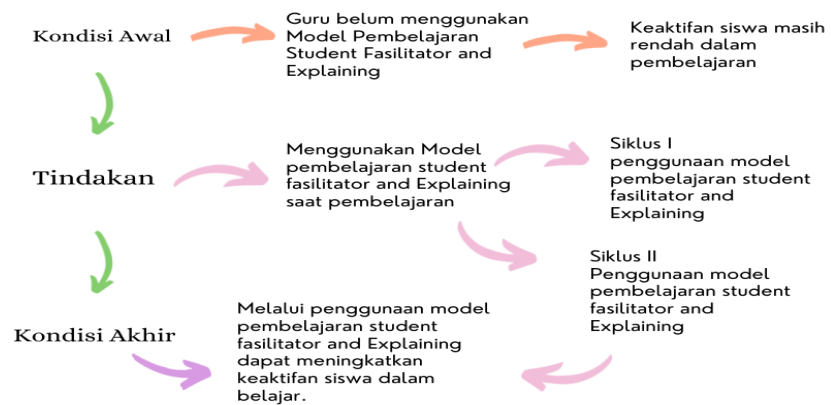 Kondisi Awal
Guru belum menggunakan
Model Pembelajaran
Student Fasilitator and
Explaining
Keaktifan siswa masih
rendah dalam
pembelajaran
Tindakan
Menggunakan Model
pembelajaran student
fasilitator and Explaining
saat pembelajaran
Siklus I
penggunaan model
pembelajaran student
fasilitator and
Explaining
Siklus II
Penggunaan model
pembelajaran student
fasilitator and
Explaining
Kondisi Akhir
Melalui penggunaan model
pembelajaran student
fasilitator and Explaining
dapat meningkatkan
keaktifan siswa dalam
belajar.